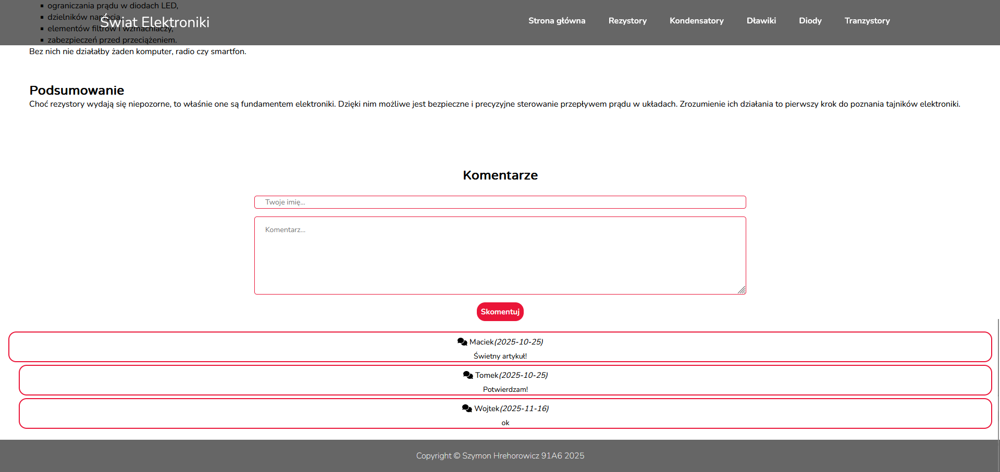 ograniczania prądu w diodach LED,
dzielników napięcia,
Świat Elektroniki
Strona główna Rezystory Kondensatory Dławiki Diody Tranzystory
elementów filtrów i wzmacniaczy,
zabezpieczeń przed przeciążeniem.
Bez nich nie działałby żaden komputer, radio czy smartfon.
Podsumowanie
Choć rezystory wydają się niepozorne, to właśnie one są fundamentem elektroniki. Dzięki nim możliwe jest bezpieczne i precyzyjne sterowanie przepływem prądu w układach. Zrozumienie ich działania to pierwszy krok do poznania tajników elektroniki.
Komentarze
Twoje imię...
Komentarz...
Skomentuj
Maciek(2025-10-25)
Świetny artykuł!
Tomek(2025-10-25)
Potwierdzam!
Wojtek(2025-11-16)
ok
Copyright © Szymon Hrehorowicz 91A6 2025